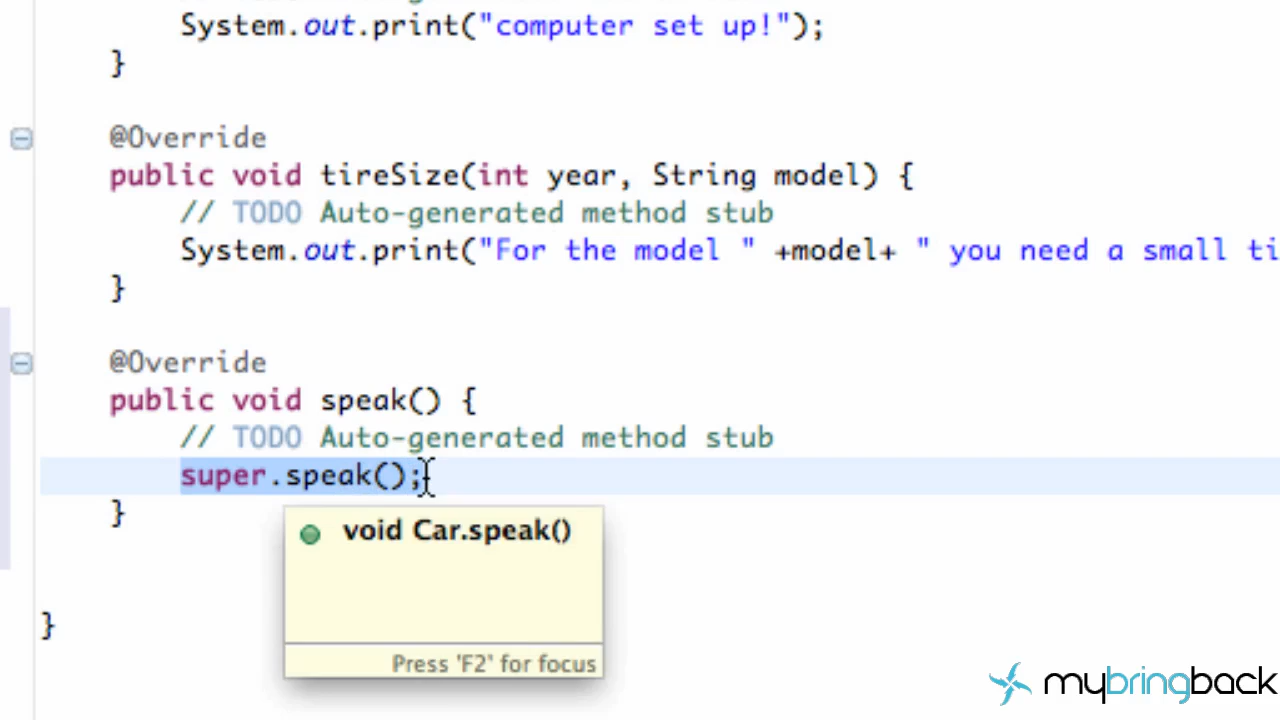 System.out.print("computer set up!");
}
@Override
public void tireSize(int year, String model) {
// TODO Auto-generated method stub
System.out.print("For the model " +model+ " you need a small ti
}
@Override
public void speak() {
// TODO Auto-generated method stub
super.speak();
}
void Car.speak()
Press 'F2' for focus
}
mybringback